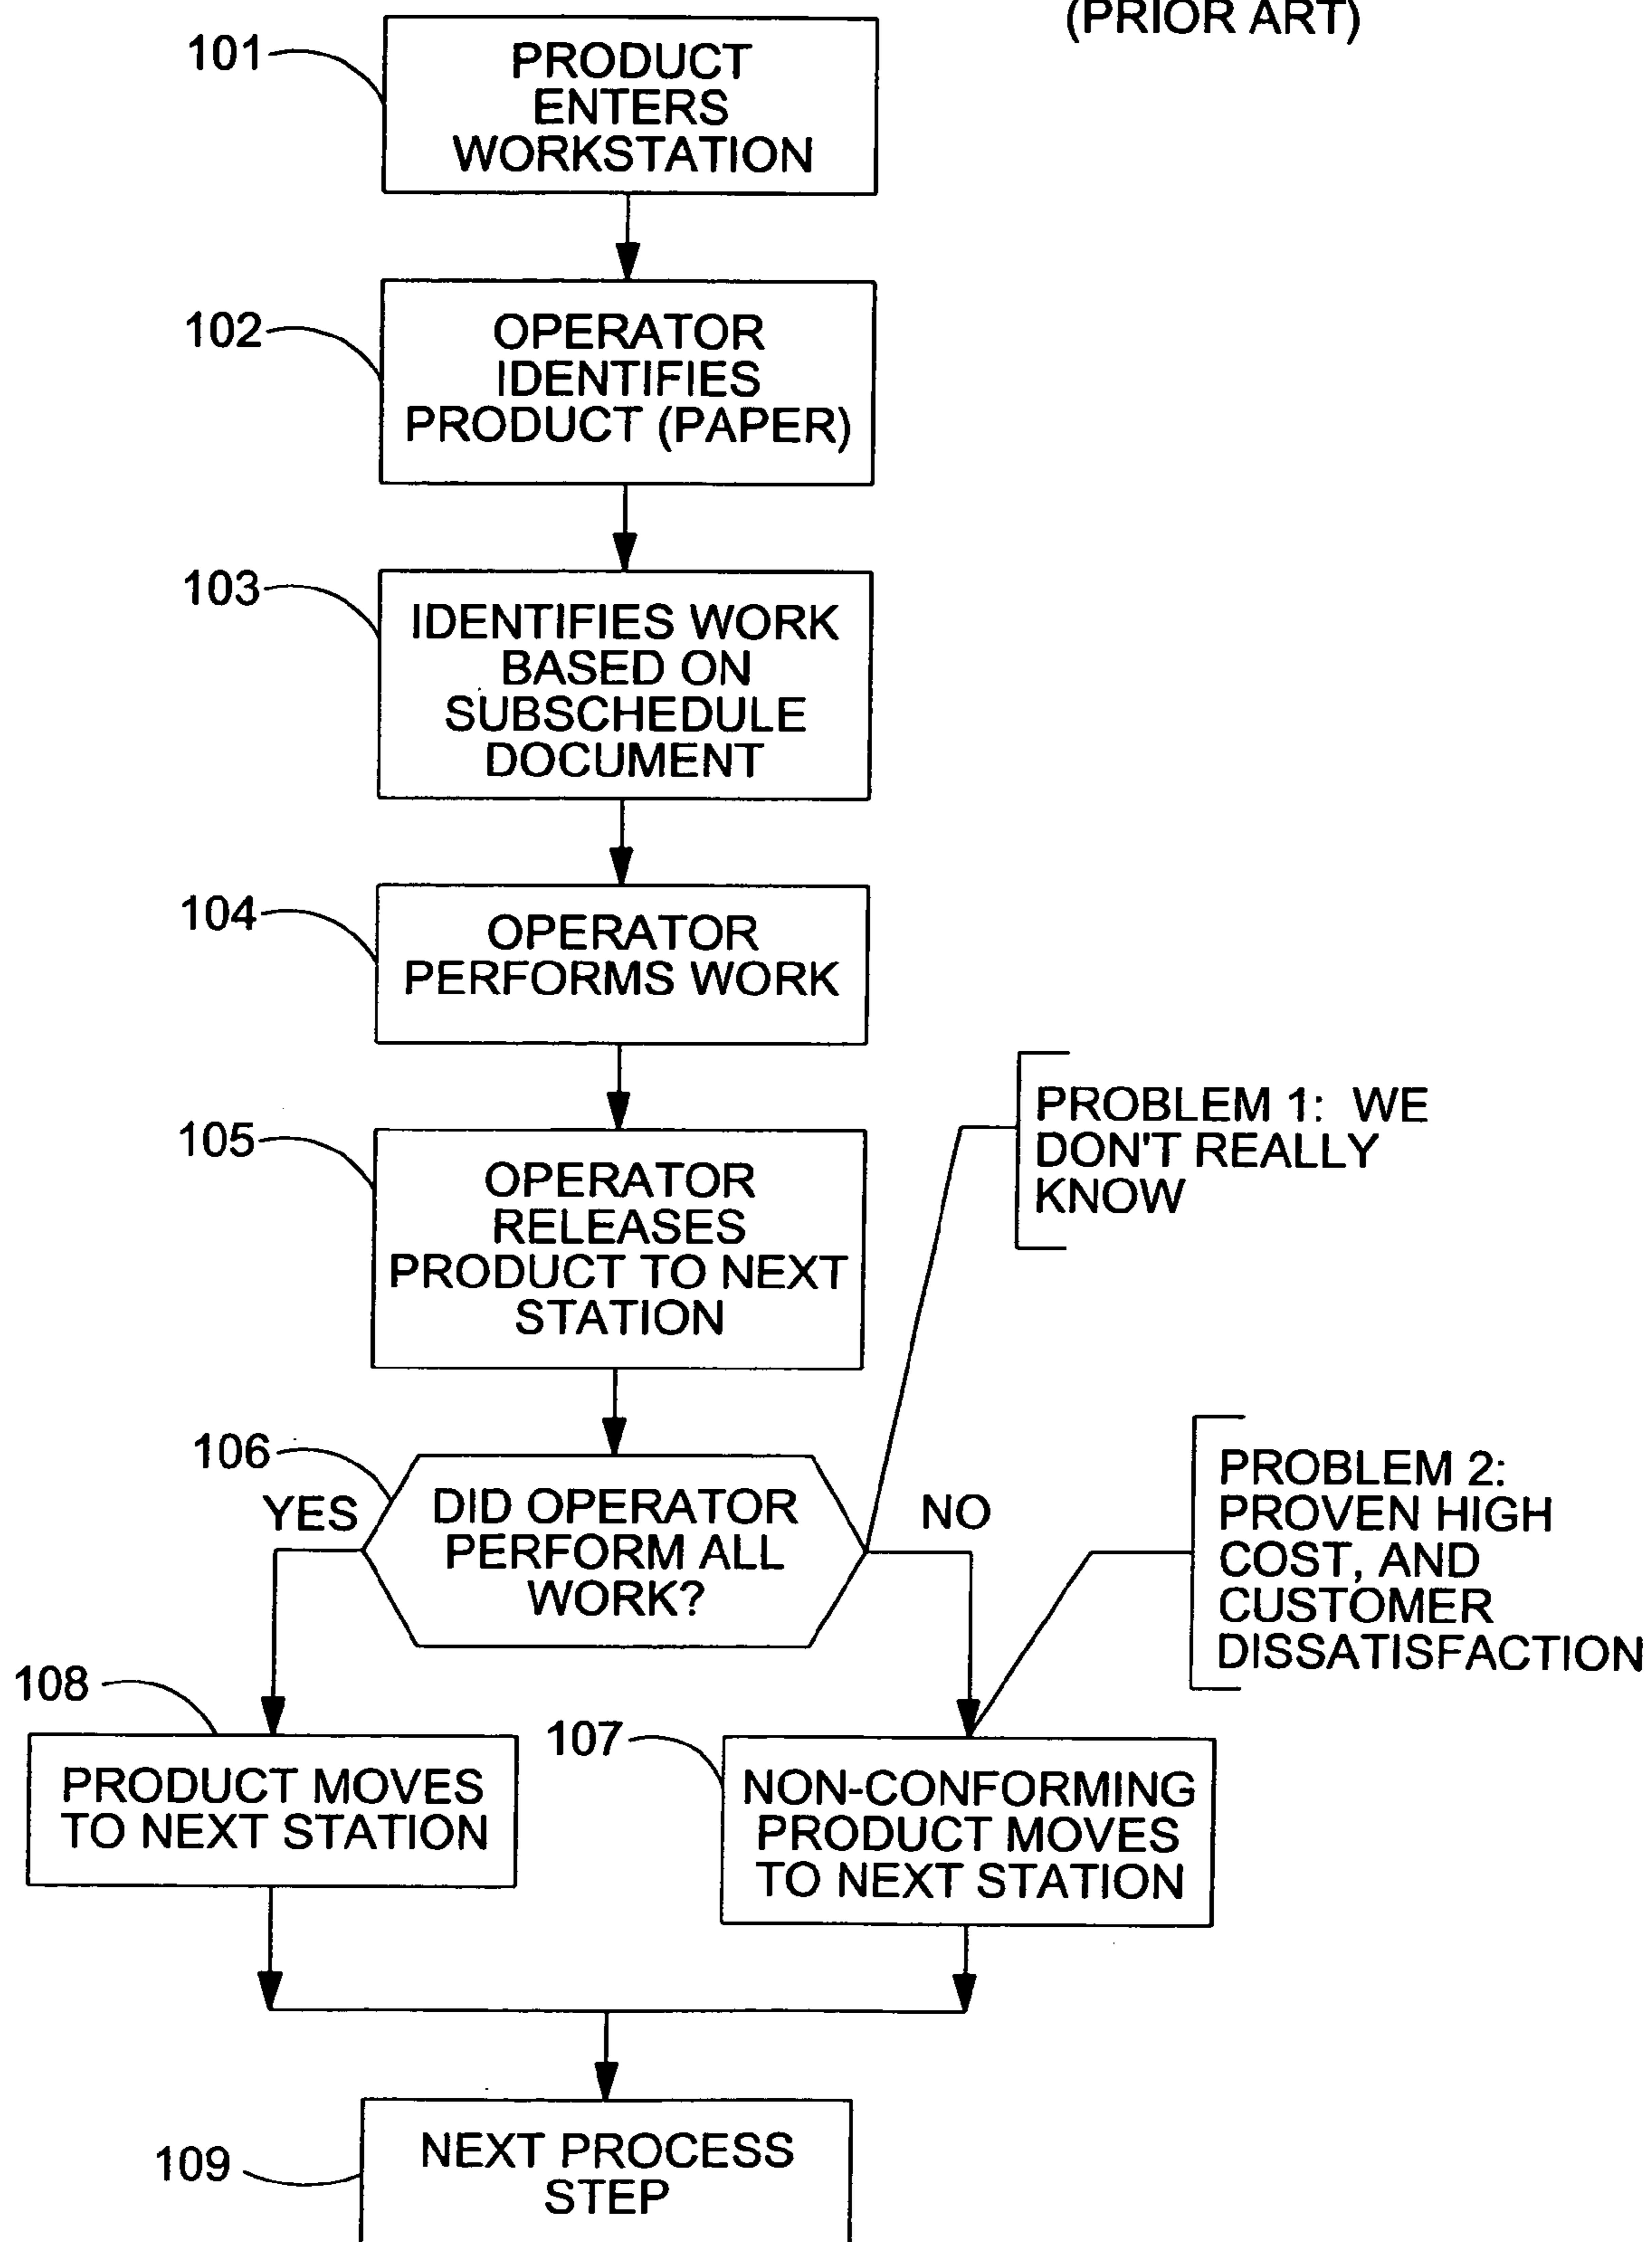 (PRIOR ART)
101
PRODUCT
ENTERS
WORKSTATION
102
OPERATOR
IDENTIFIES
PRODUCT (PAPER)
103
IDENTIFIES WORK
BASED ON
SUBSCHEDULE
DOCUMENT
104
OPERATOR
PERFORMS WORK
PROBLEM 1: WE
DON'T REALLY
KNOW
105
OPERATOR
RELEASES
PRODUCT TO NEXT
STATION
106
YES
DID OPERATOR
PERFORM ALL
WORK?
NO
PROBLEM 2:
PROVEN HIGH
COST, AND
CUSTOMER
DISSATISFACTION
108
PRODUCT MOVES
TO NEXT STATION
107
NON-CONFORMING
PRODUCT MOVES
TO NEXT STATION
109
NEXT PROCESS
STEP